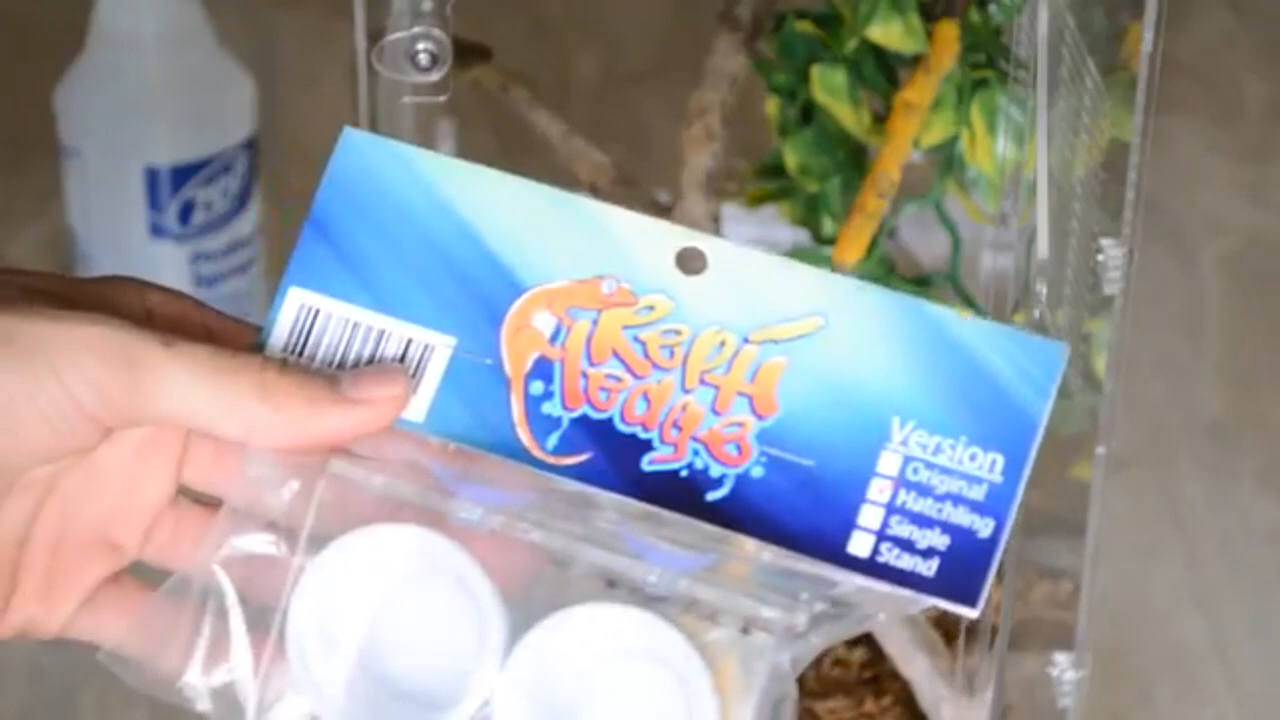 Repti
ledge
Version
Original
Hatchling
Single
Stand